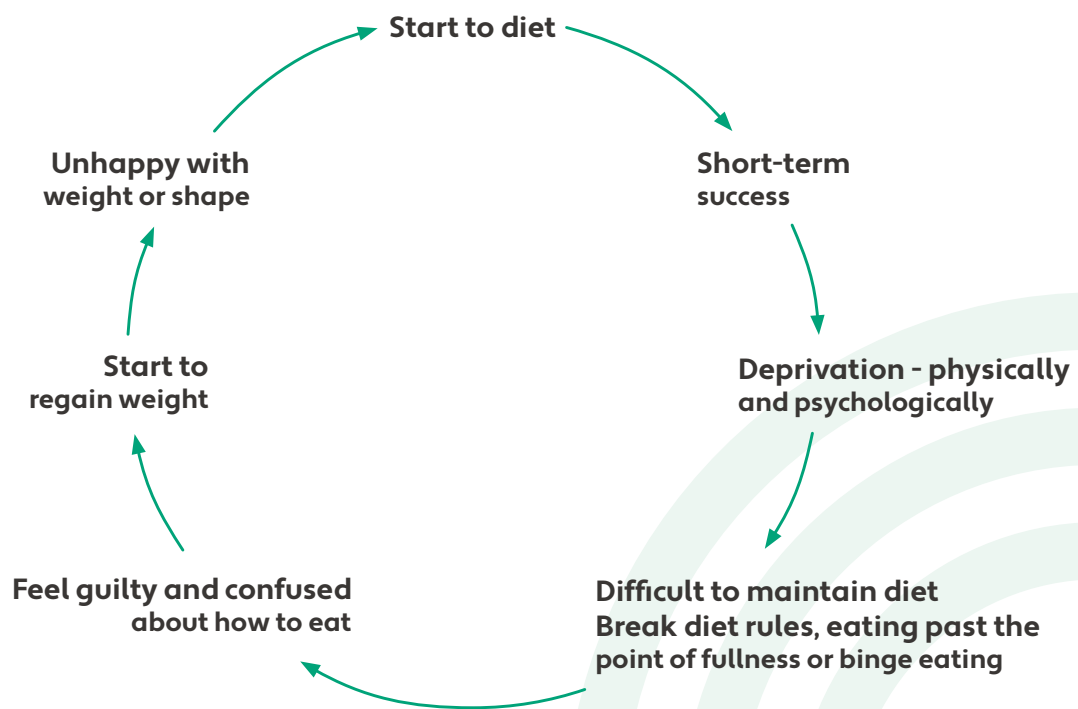 Start to diet
Short-term
success
Deprivation - physically
and psychologically
Difficult to maintain diet
Break diet rules, eating past the
point of fullness or binge eating
Feel guilty and confused
about how to eat
Start to
regain weight
Unhappy with
weight or shape